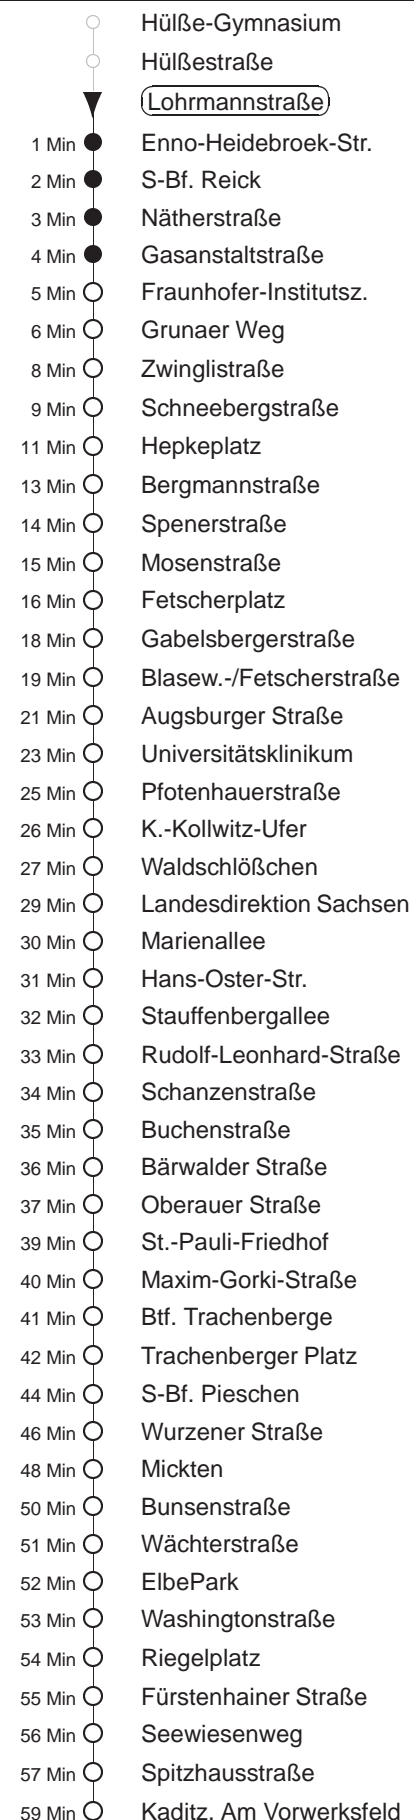 Hülße-Gymnasium
Hülßestraße
Lohrmannstraße
1 Min Enno-Heidebroek-Str.
2 Min S-Bf. Reick
3 Min Nätherstraße
4 Min Gasanstaltstraße
5 Min Fraunhofer-Institutsz.
6 Min Grunaer Weg
8 Min Zwinglistraße
9 Min Schneebergstraße
11 Min Hepkeplatz
13 Min Bergmannstraße
14 Min Spenerstraße
15 Min Mosenstraße
16 Min Fetscherplatz
18 Min Gabelsbergerstraße
19 Min Blasew.-/Fetscherstraße
21 Min Augsburger Straße
23 Min Universitätsklinikum
25 Min Pfotenhauerstraße
26 Min K.-Kollwitz-Ufer
27 Min Waldschlößchen
29 Min Landesdirektion Sachsen
30 Min Marienallee
31 Min Hans-Oster-Str.
32 Min Stauffenbergallee
33 Min Rudolf-Leonhard-Straße
34 Min Schanzenstraße
35 Min Buchenstraße
36 Min Bärwalder Straße
37 Min Oberauer Straße
39 Min St.-Pauli-Friedhof
40 Min Maxim-Gorki-Straße
41 Min Btf. Trachenberge
42 Min Trachenberger Platz
44 Min S-Bf. Pieschen
46 Min Wurzener Straße
48 Min Mickten
50 Min Bunsenstraße
51 Min Wächterstraße
52 Min ElbePark
53 Min Washingtonstraße
54 Min Riegelplatz
55 Min Fürstenhainer Straße
56 Min Seewiesenweg
57 Min Spitzhausstraße
59 Min Kaditz, Am Vorwerksfeld